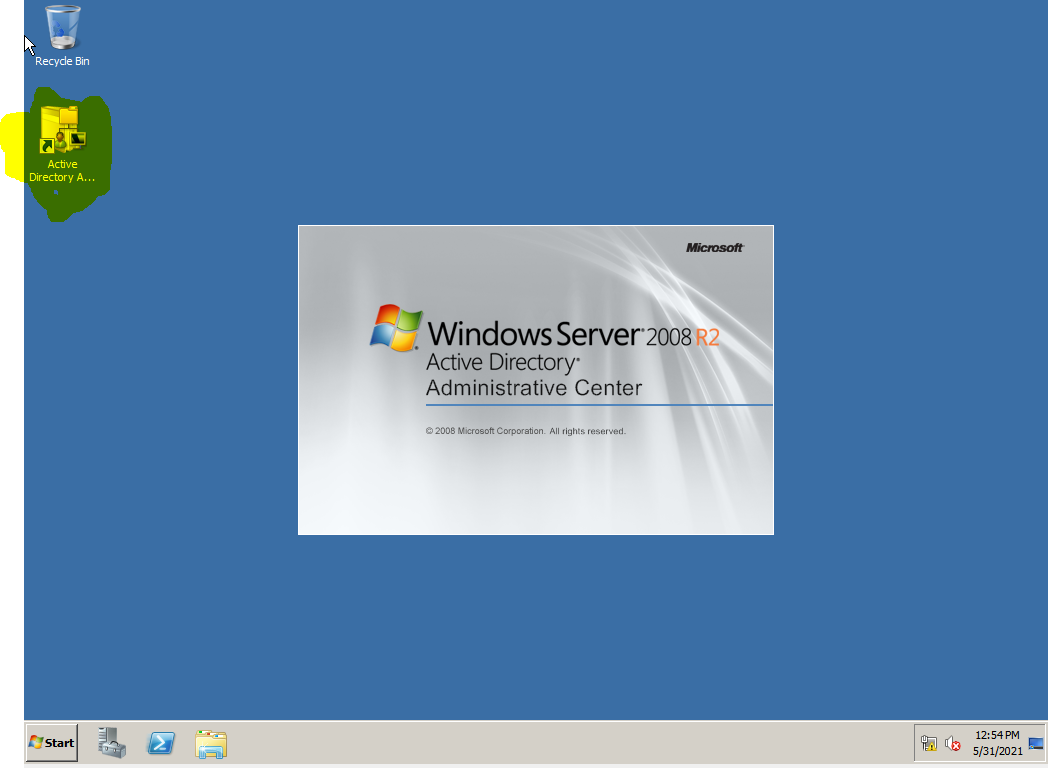 Recycle Bin
Active
Directory A...
Microsoft
Windows Server® 2008 R2
Active Directory®
Administrative Center
© 2008 Microsoft Corporation. All rights reserved.
Start
12:54 PM
5/31/2021